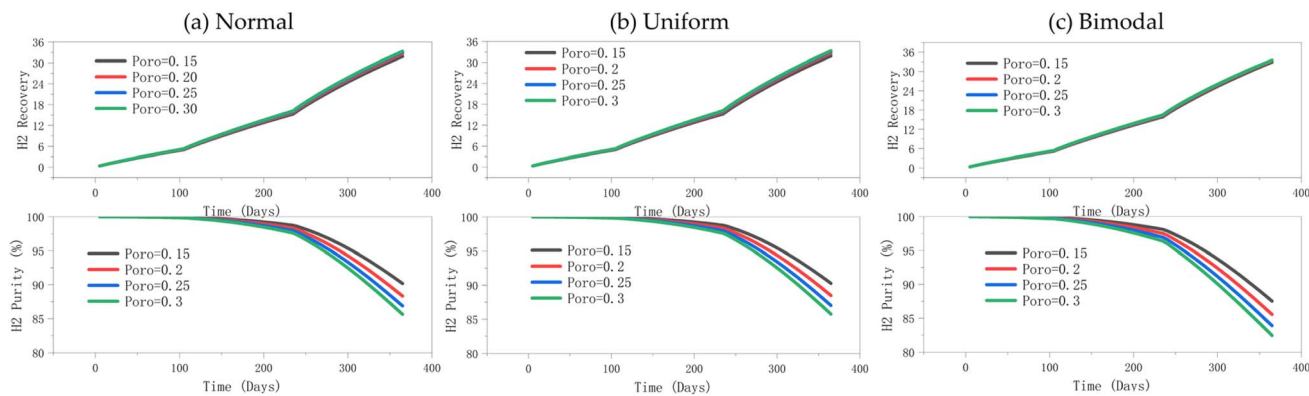 (a) Normal
(b) Uniform
(c) Bimodal
H2 Recovery
36
30
24
18
12
6
0
Poro=0.15
Poro=0.20
Poro=0.25
Poro=0.30
0
100
200
300
400
Time (Days)
H2 Recovery
36
30
24
18
12
6
0
Poro=0.15
Poro=0.2
Poro=0.25
Poro=0.3
0
100
200
300
400
Time (Days)
H2 Recovery
36
30
24
18
12
6
0
Poro=0.15
Poro=0.2
Poro=0.25
Poro=0.3
0
100
200
300
400
Time (Days)
H2 Purity (%)
100
95
90
85
80
Poro=0.15
Poro=0.2
Poro=0.25
Poro=0.3
0
100
200
300
400
Time (Days)
H2 Purity (%)
100
95
90
85
80
Poro=0.15
Poro=0.2
Poro=0.25
Poro=0.3
0
100
200
300
400
Time (Days)
H2 Purity (%)
100
95
90
85
80
Poro=0.15
Poro=0.2
Poro=0.25
Poro=0.3
0
100
200
300
400
Time (Days)